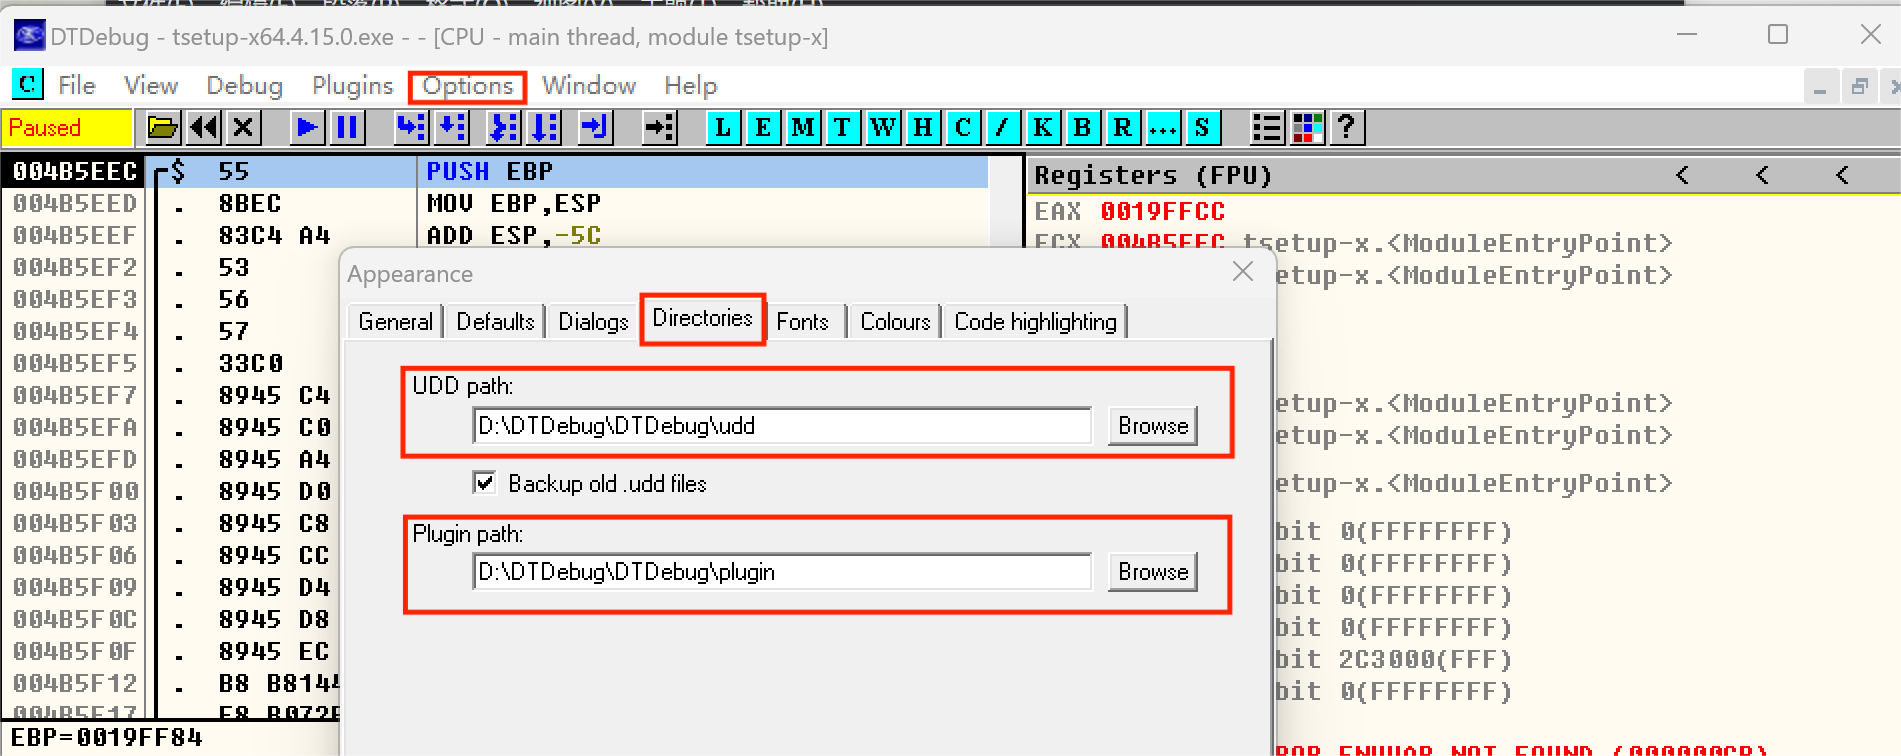 DTDebug - tsetup-x64.4.15.0.exe - - [CPU - main thread, module tsetup-x]
C File View Debug Plugins Options Window Help
Paused L E M T W H C / K B R ... S ?
004B5EEC $ 55 PUSH EBP
004B5EED . 8BEC MOV EBP,ESP
004B5EEF . 83C4 A4 ADD ESP,-5C
004B5EF2 . 53
004B5EF3 . 56
004B5EF4 . 57
004B5EF5 . 33C0
004B5EF7 . 8945 C4
004B5EFA . 8945 C0
004B5EFD . 8945 A4
004B5F00 . 8945 D0
004B5F03 . 8945 C8
004B5F06 . 8945 CC
004B5F09 . 8945 D4
004B5F0C . 8945 D8
004B5F0F . 8945 EC
004B5F12 . B8 B8144
004B5F17 . E8 B072F
EBP=0019FF84
Registers (FPU) < < <
EAX 0019FFCC
ECX 004B5EEC tsetup-x.<ModuleEntryPoint>
etup-x.<ModuleEntryPoint>
etup-x.<ModuleEntryPoint>
etup-x.<ModuleEntryPoint>
etup-x.<ModuleEntryPoint>
bit 0(FFFFFFFF)
bit 0(FFFFFFFF)
bit 0(FFFFFFFF)
bit 0(FFFFFFFF)
bit 2C3000(FFF)
bit 0(FFFFFFFF)
ROR_ENVVAR_NOT_FOUND (000000CB)
Appearance
General Defaults Dialogs Directories Fonts Colours Code highlighting
UDD path:
D:\DTDebug\DTDebug\udd Browse
Backup old .udd files
Plugin path:
D:\DTDebug\DTDebug\plugin Browse